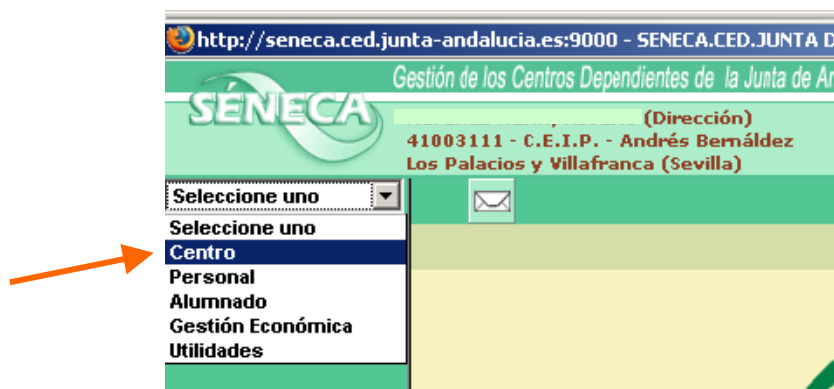 http://seneca.ced.junta-andalucia.es:9000 - SENECA.CED.JUNTA D
Gestión de los Centros Dependientes de la Junta de An
SÉNECA
(Dirección)
41003111 - C.E.I.P. - Andrés Bernáldez
Los Palacios y Villafranca (Sevilla)
Seleccione uno
Seleccione uno
Centro
Personal
Alumnado
Gestión Económica
Utilidades